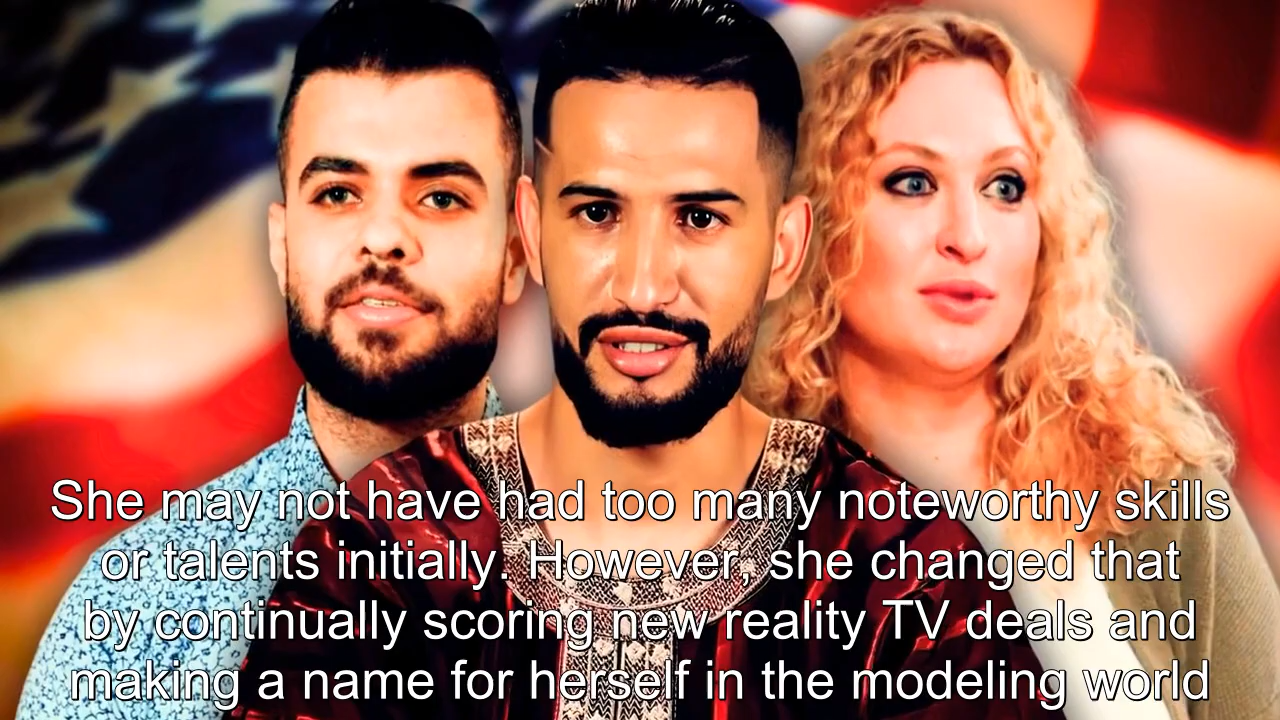 She may not have had too many noteworthy skills
or talents initially. However, she changed that
by continually scoring new reality TV deals and
making a name for herself in the modeling world